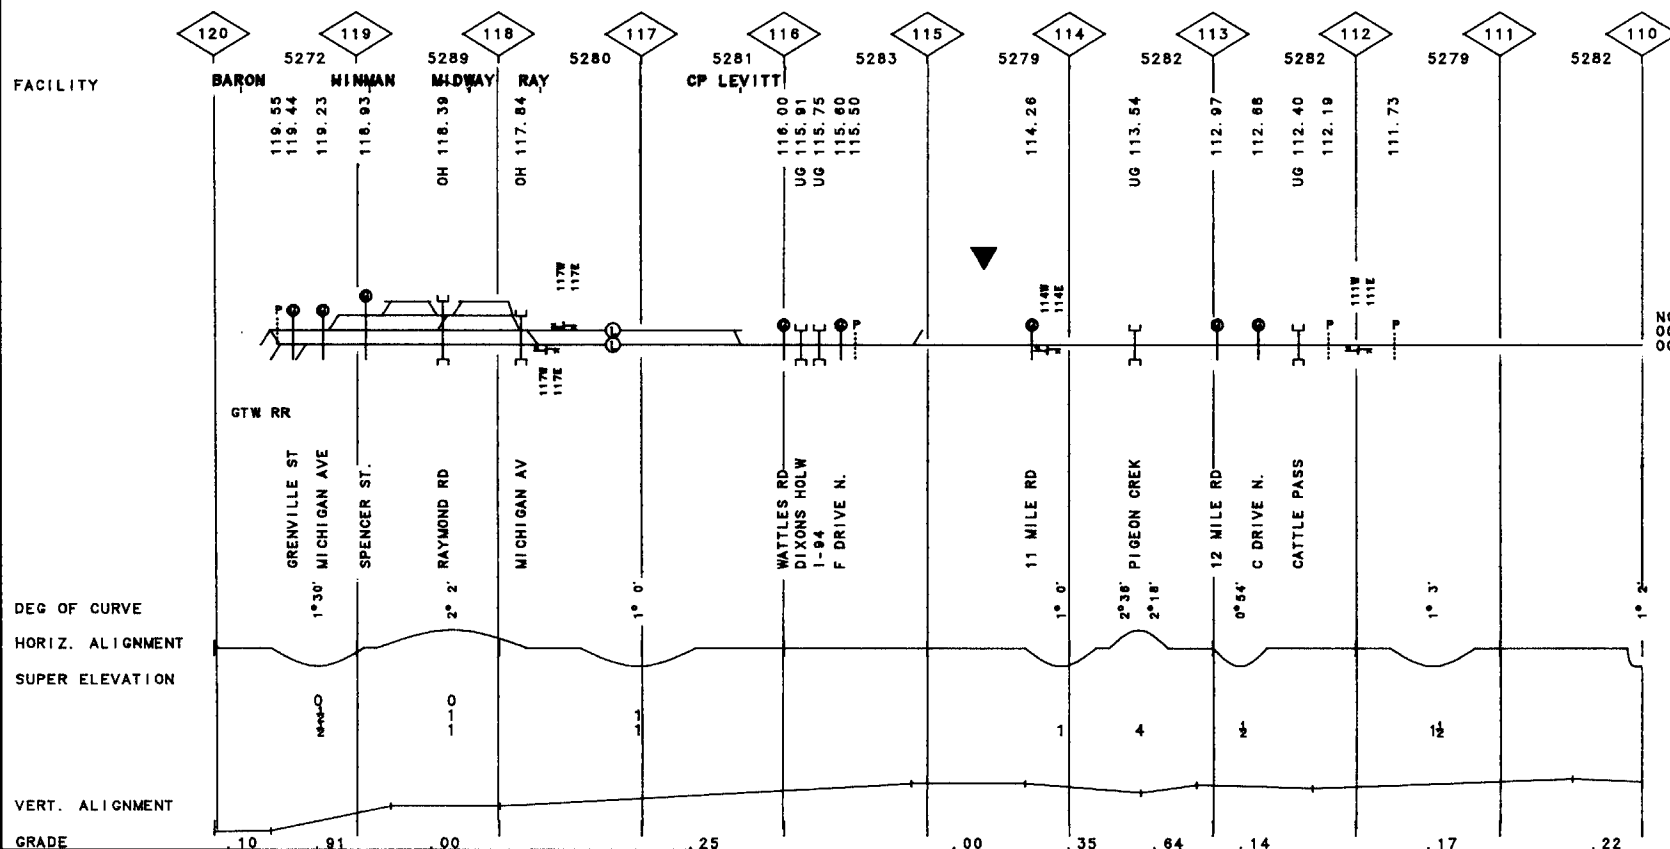 120 119 118 117 116 115 114 113 112 111 110
5272 5289 5280 5281 5283 5279 5282 5282 5279 5282
FACILITY BARON HINMAN MIDWAY RAY CP LEVITT
119.55
119.44
119.23
118.93
OH 118.39
OH 117.84
116.00
UG 115.91
UG 115.75
115.60
115.50
114.26
UG 113.54
112.97
112.68
UG 112.40
112.19
111.73
117W
117E
114W
114E
111W
111E
P
P
P
P
L
L
117W
117E
GTW RR
GRENVILLE ST
MICHIGAN AVE
SPENCER ST.
RAYMOND RD
MICHIGAN AV
WATTLES RD
DIXONS HOLW
I-94
F DRIVE N.
11 MILE RD
PIGEON CREK
12 MILE RD
C DRIVE N.
CATTLE PASS
DEG OF CURVE 1°30' 2° 2' 1° 0' 1° 0' 2°36' 2°18' 0°54' 1° 3' 1° 2'
HORIZ. ALIGNMENT
SUPER ELEVATION
0 0
1 1
1 1 1 4 ½ 1½
VERT. ALIGNMENT
GRADE .10 .91 .00 .25 .00 .35 .64 .14 .17 .22